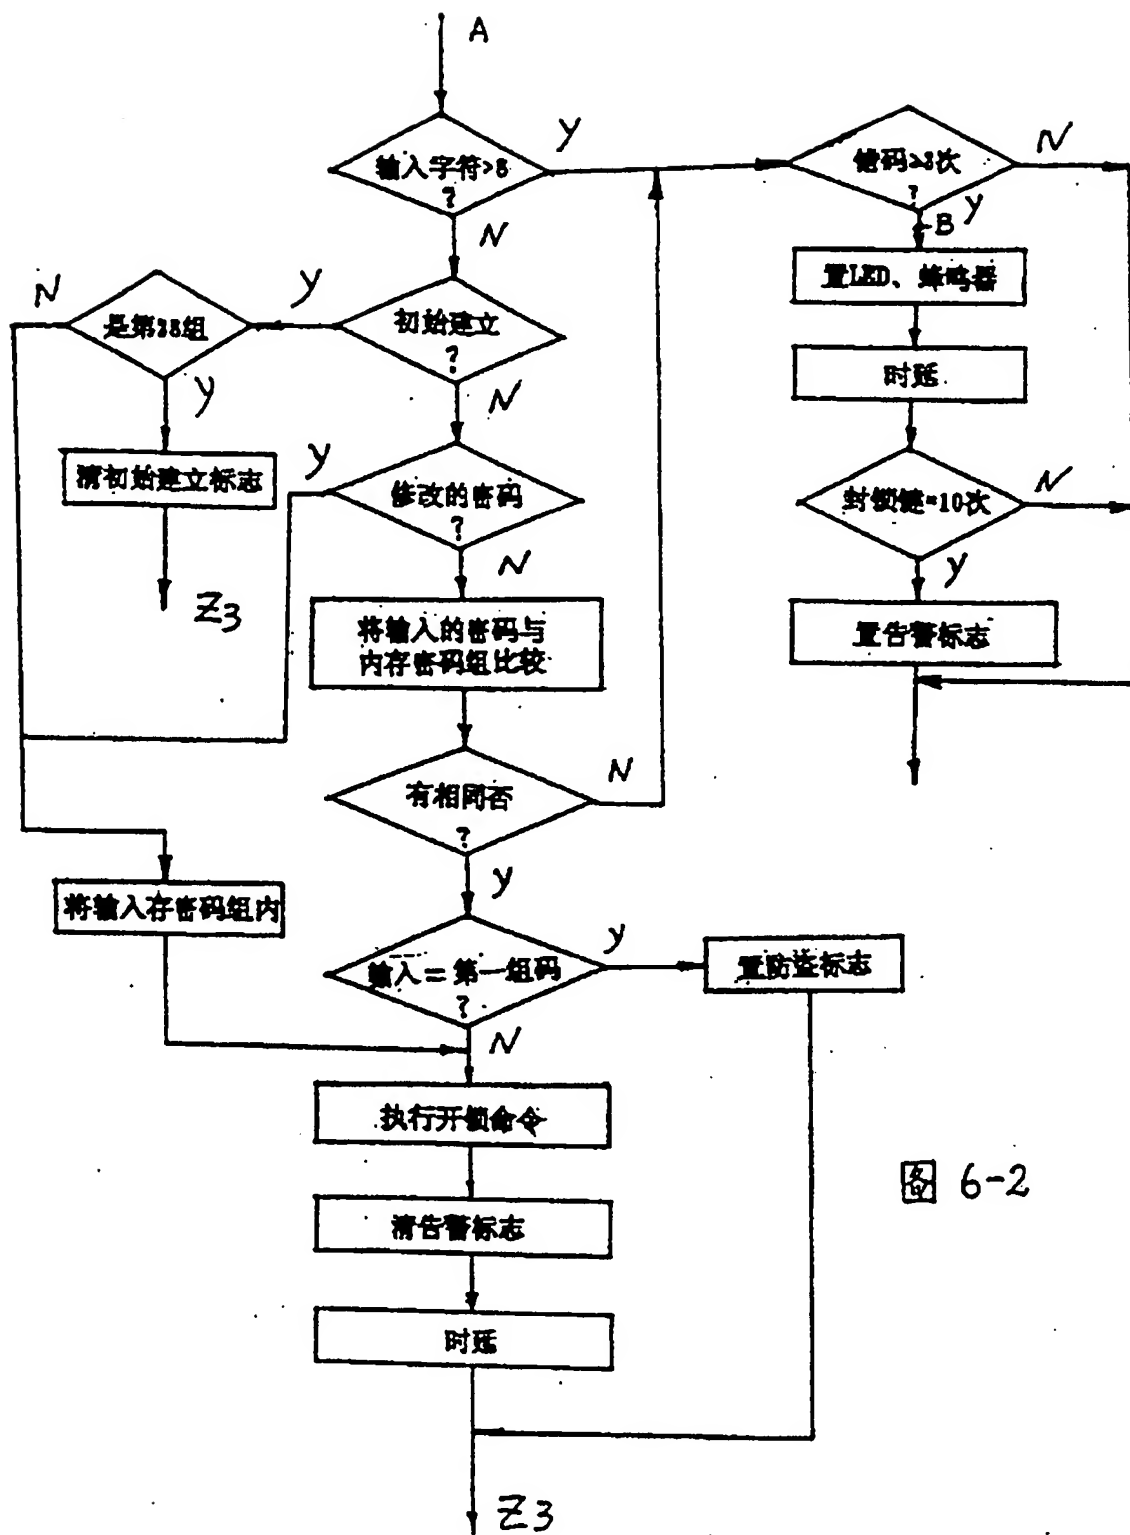 A
输入字符>8
?
Y
N
错码≥3次
?
N
Y
B
置LED、蜂鸣器
时延
封锁键=10次
N
Y
置告警标志
初始建立
?
Y
N
是第28组
N
Y
清初始建立标志
Z3
修改的密码
?
Y
N
将输入的密码与
内存密码组比较
有相同否
?
N
Y
将输入存密码组内
输入=第一组码
?
Y
N
置防盗标志
执行开锁命令
清告警标志
时延
Z3
图 6-2